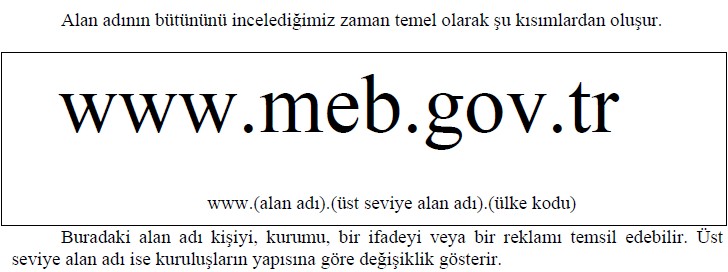 Alan adının bütününü incelediğimiz zaman temel olarak şu kısımlardan oluşur.
www.meb.gov.tr
www.(alan adı).(üst seviye alan adı).(ülke kodu)
Buradaki alan adı kişiyi, kurumu, bir ifadeyi veya bir reklamı temsil edebilir. Üst
seviye alan adı ise kuruluşların yapısına göre değişiklik gösterir.